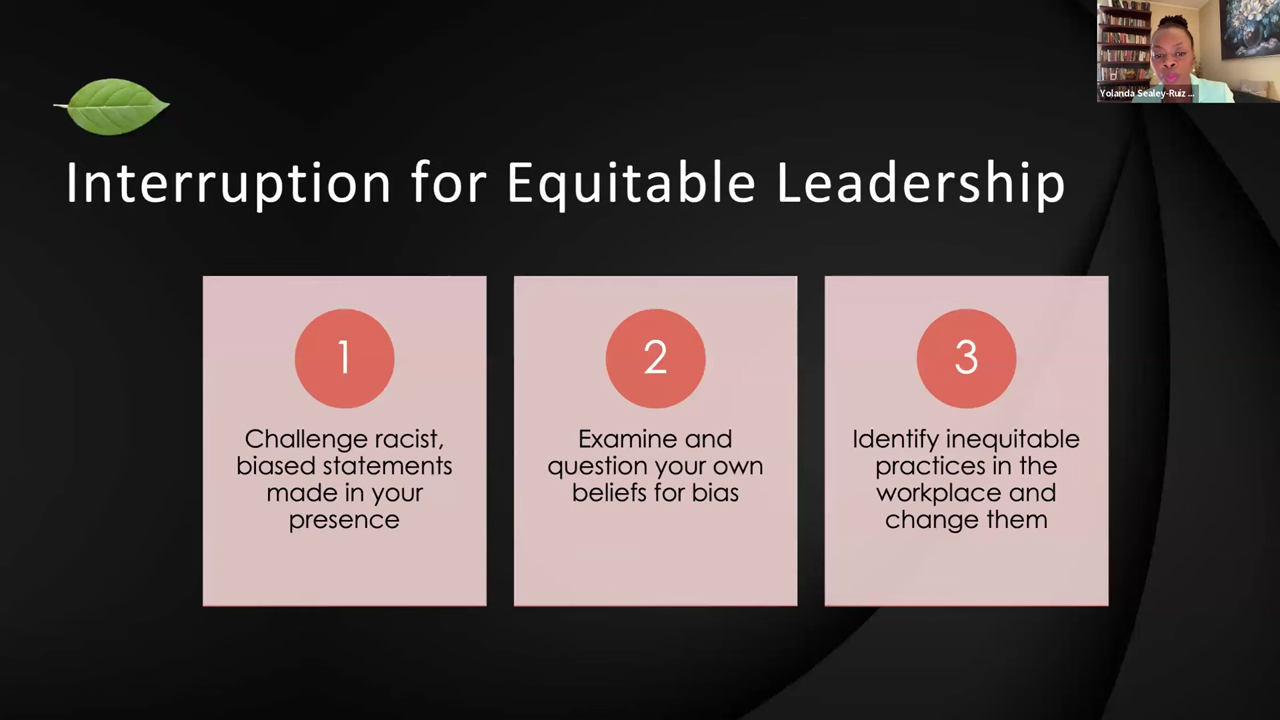 Yolanda Sealey-Ruiz ...
Interruption for Equitable Leadership
1
Challenge racist,
biased statements
made in your
presence
2
Examine and
question your own
beliefs for bias
3
Identify inequitable
practices in the
workplace and
change them